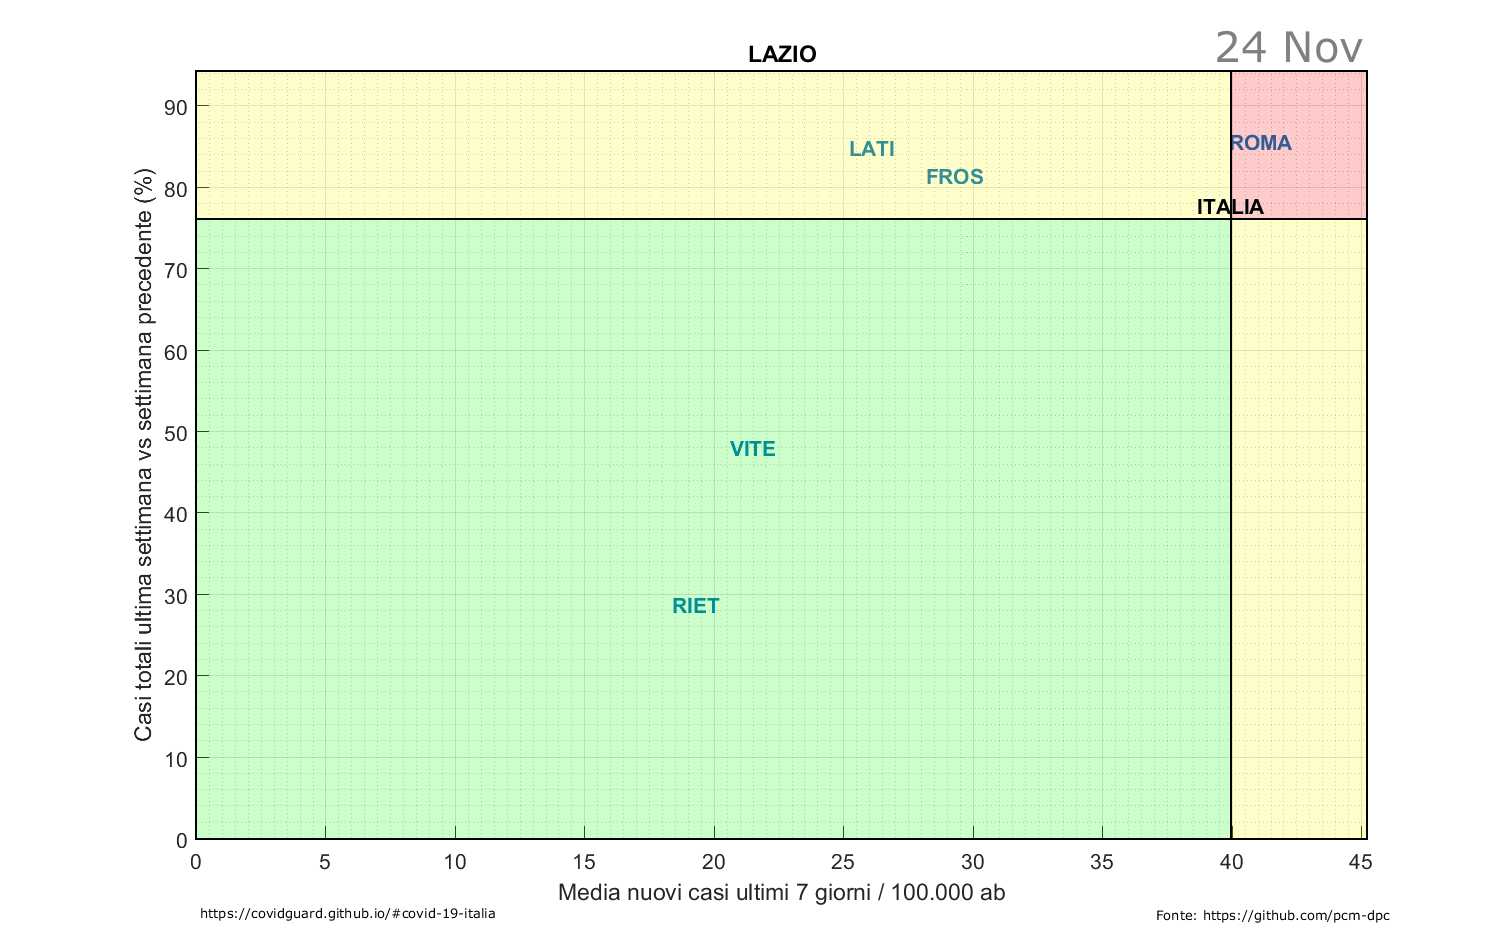 24 Nov
LAZIO
Casi totali ultima settimana vs settimana precedente (%)
90
80
70
60
50
40
30
20
10
0
LATI
ROMA
FROS
ITALIA
VITE
RIET
0 5 10 15 20 25 30 35 40 45
Media nuovi casi ultimi 7 giorni / 100.000 ab
https://covidguard.github.io/#covid-19-italia
Fonte: https://github.com/pcm-dpc